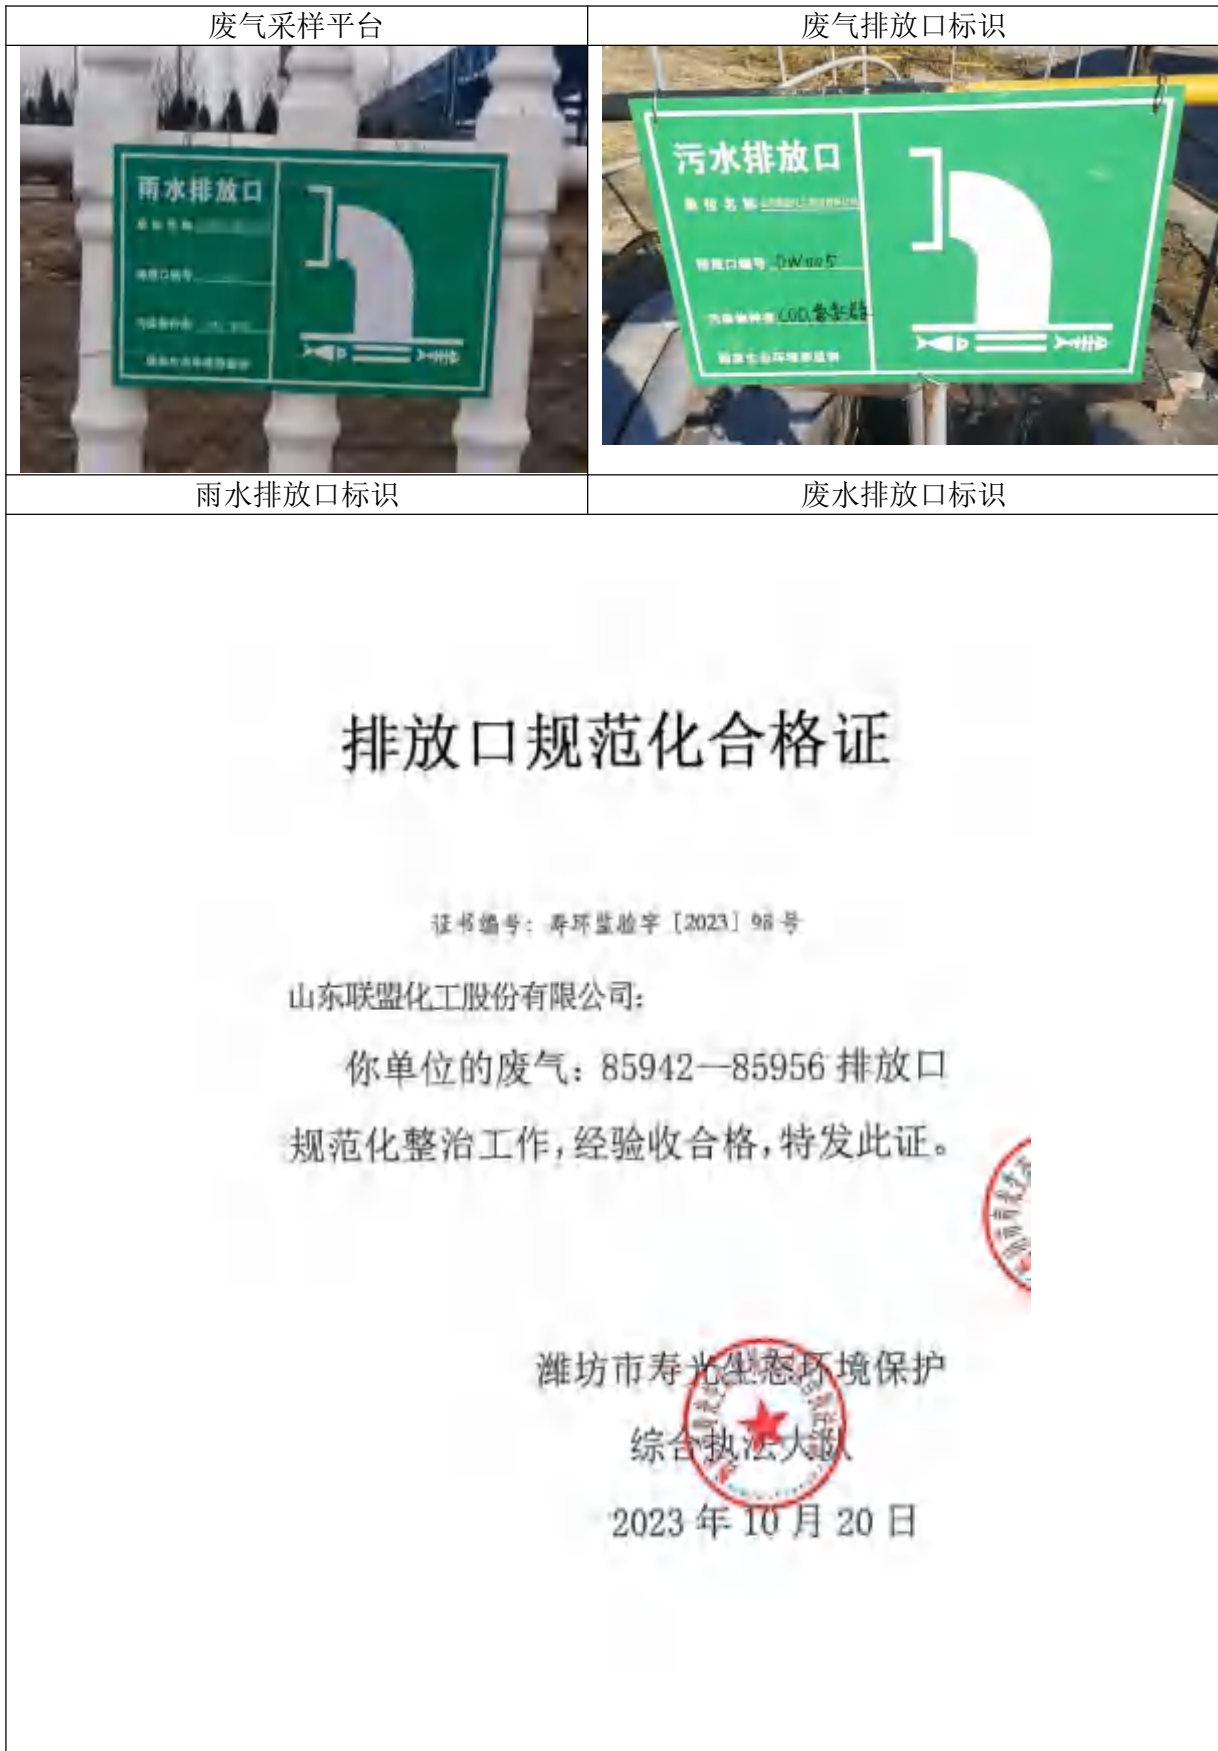 废气采样平台
废气排放口标识
雨水排放口
污水排放口
单位名称
排放口编号 DW005
污染物种类 COD、氨氮
雨水排放口标识
废水排放口标识
排放口规范化合格证
证书编号：寿环监验字［2023］98号
山东联盟化工股份有限公司：
你单位的废气：85942—85956排放口
规范化整治工作，经验收合格，特发此证。
潍坊市寿光生态环境保护
综合执法大队
2023年10月20日